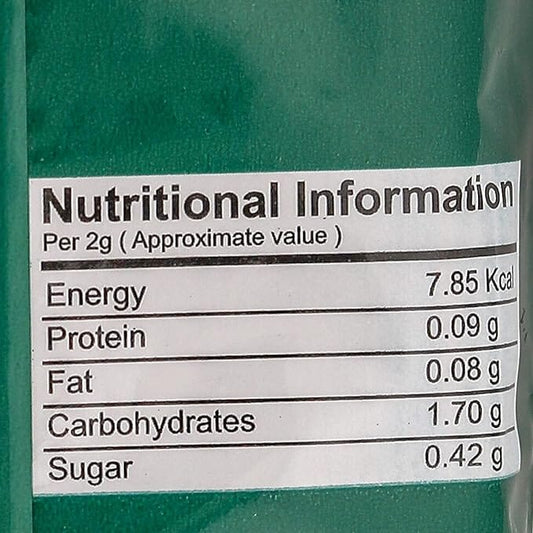 Nutritional Information
Per 2g ( Approximate value )
Energy 7.85 Kcal
Protein 0.09 g
Fat 0.08 g
Carbohydrates 1.70 g
Sugar 0.42 g